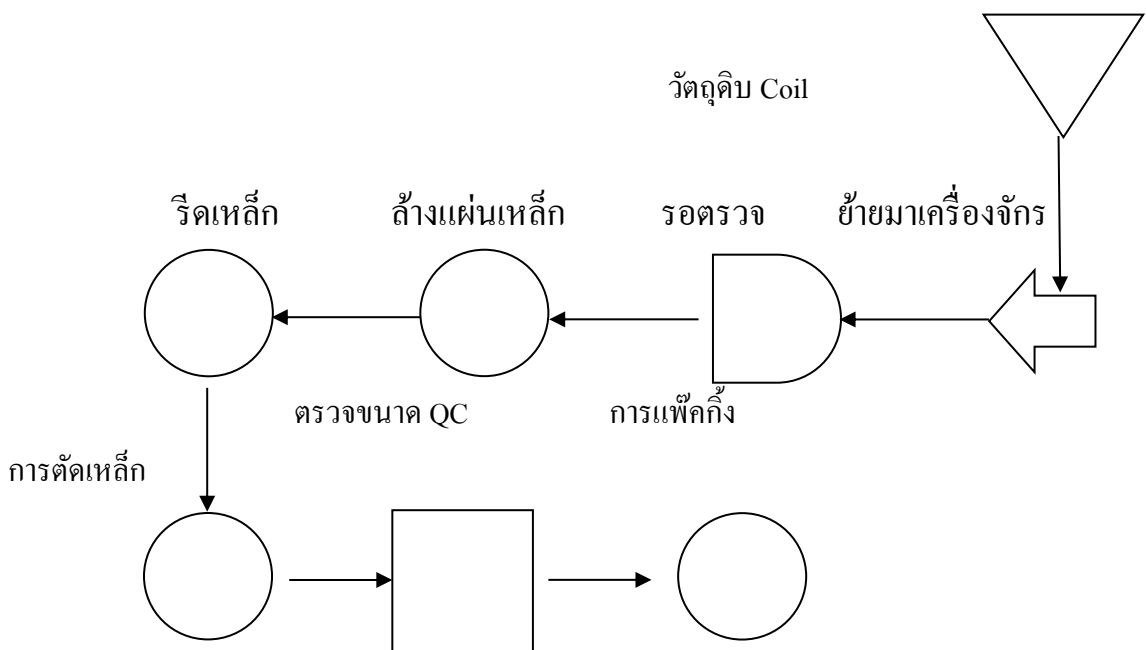 วัตถุดิบ Coil
รีดเหล็ก
ล้างแผ่นเหล็ก
รอตรวจ
ย้ายมาเครื่องจักร
ตรวจขนาด QC
การแพ๊คกิ้ง
การตัดเหล็ก